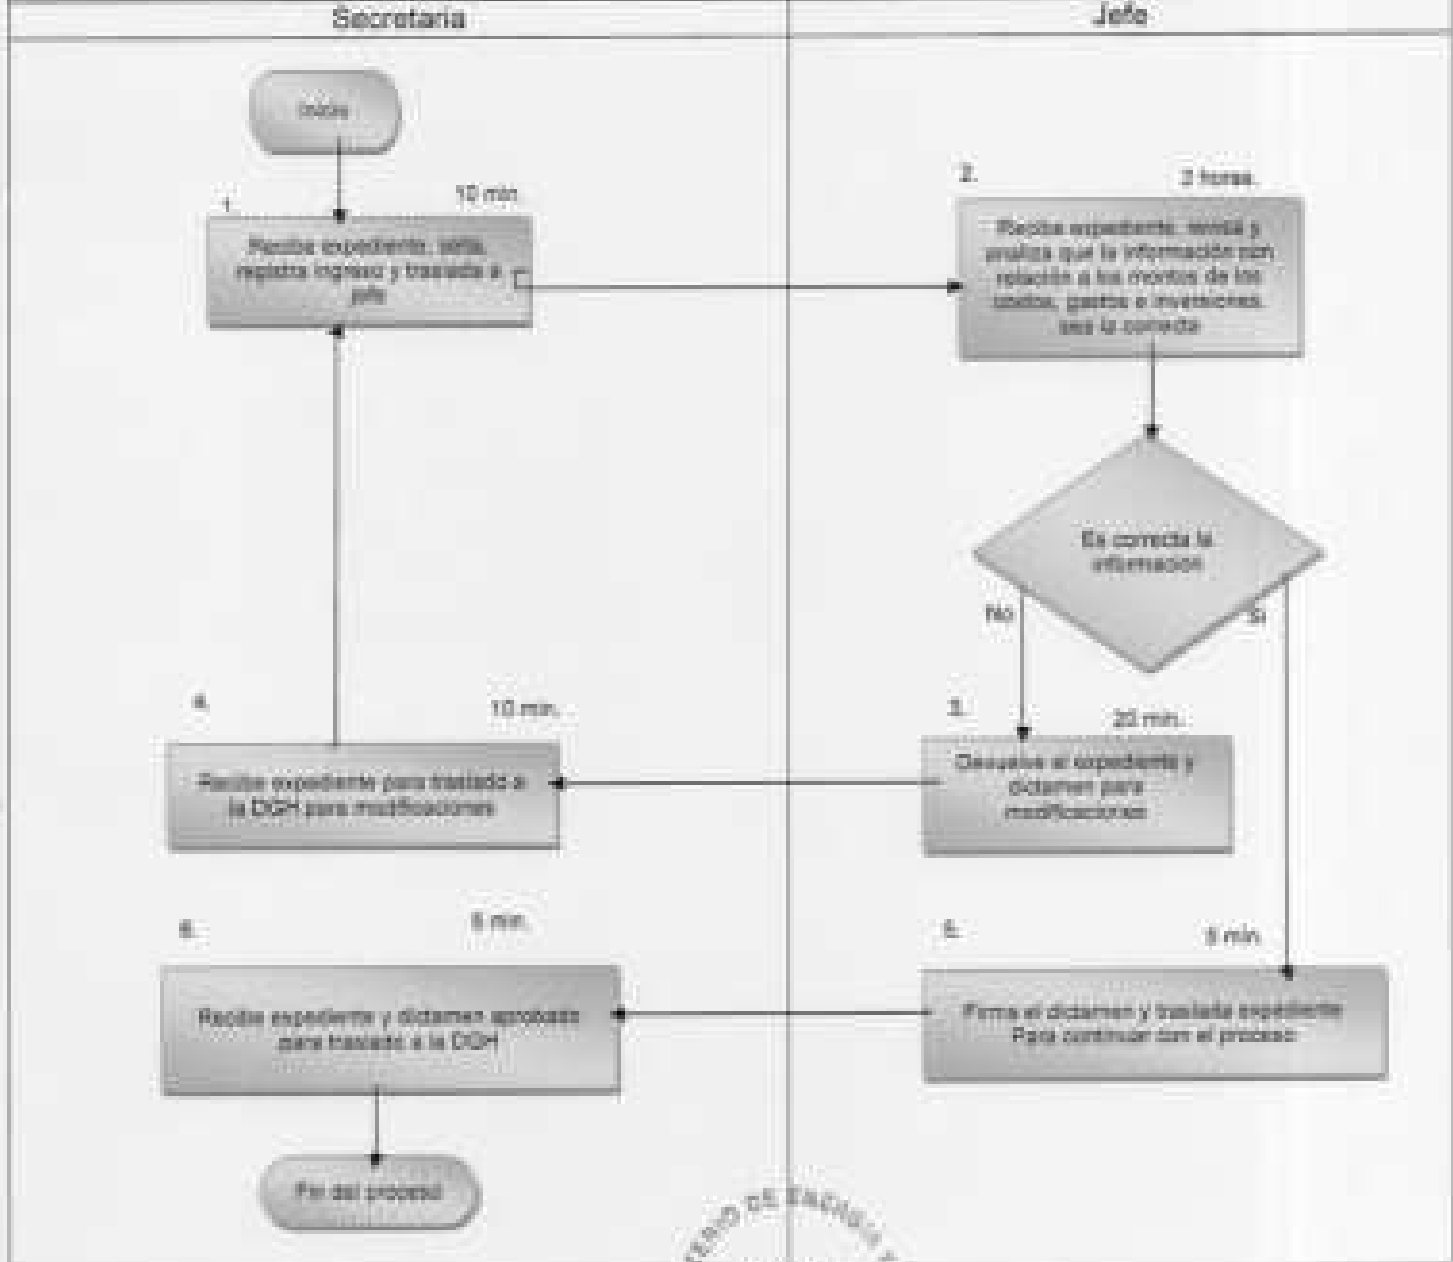 Secretaria
Jefe
Inicio
1.
10 min.
Recibe expediente, sella,
registra ingreso y traslada a
jefe
2.
Recibe expediente, revisa y
analiza que la información con
relación a los montos de los
costos, gastos e inversiones,
sea la correcta
horas.
Es correcta la
información
No
Si
3.
20 min.
Devuelve el expediente y
dictamen para
modificaciones
4.
10 min.
Recibe expediente para traslado a
la DGH para modificaciones
5.
5 min.
Firma el dictamen y traslada expediente
Para continuar con el proceso
6.
5 min.
Recibe expediente y dictamen aprobado
para traslado a la DGH
Fin del proceso
TERIO DE ENERGIA Y